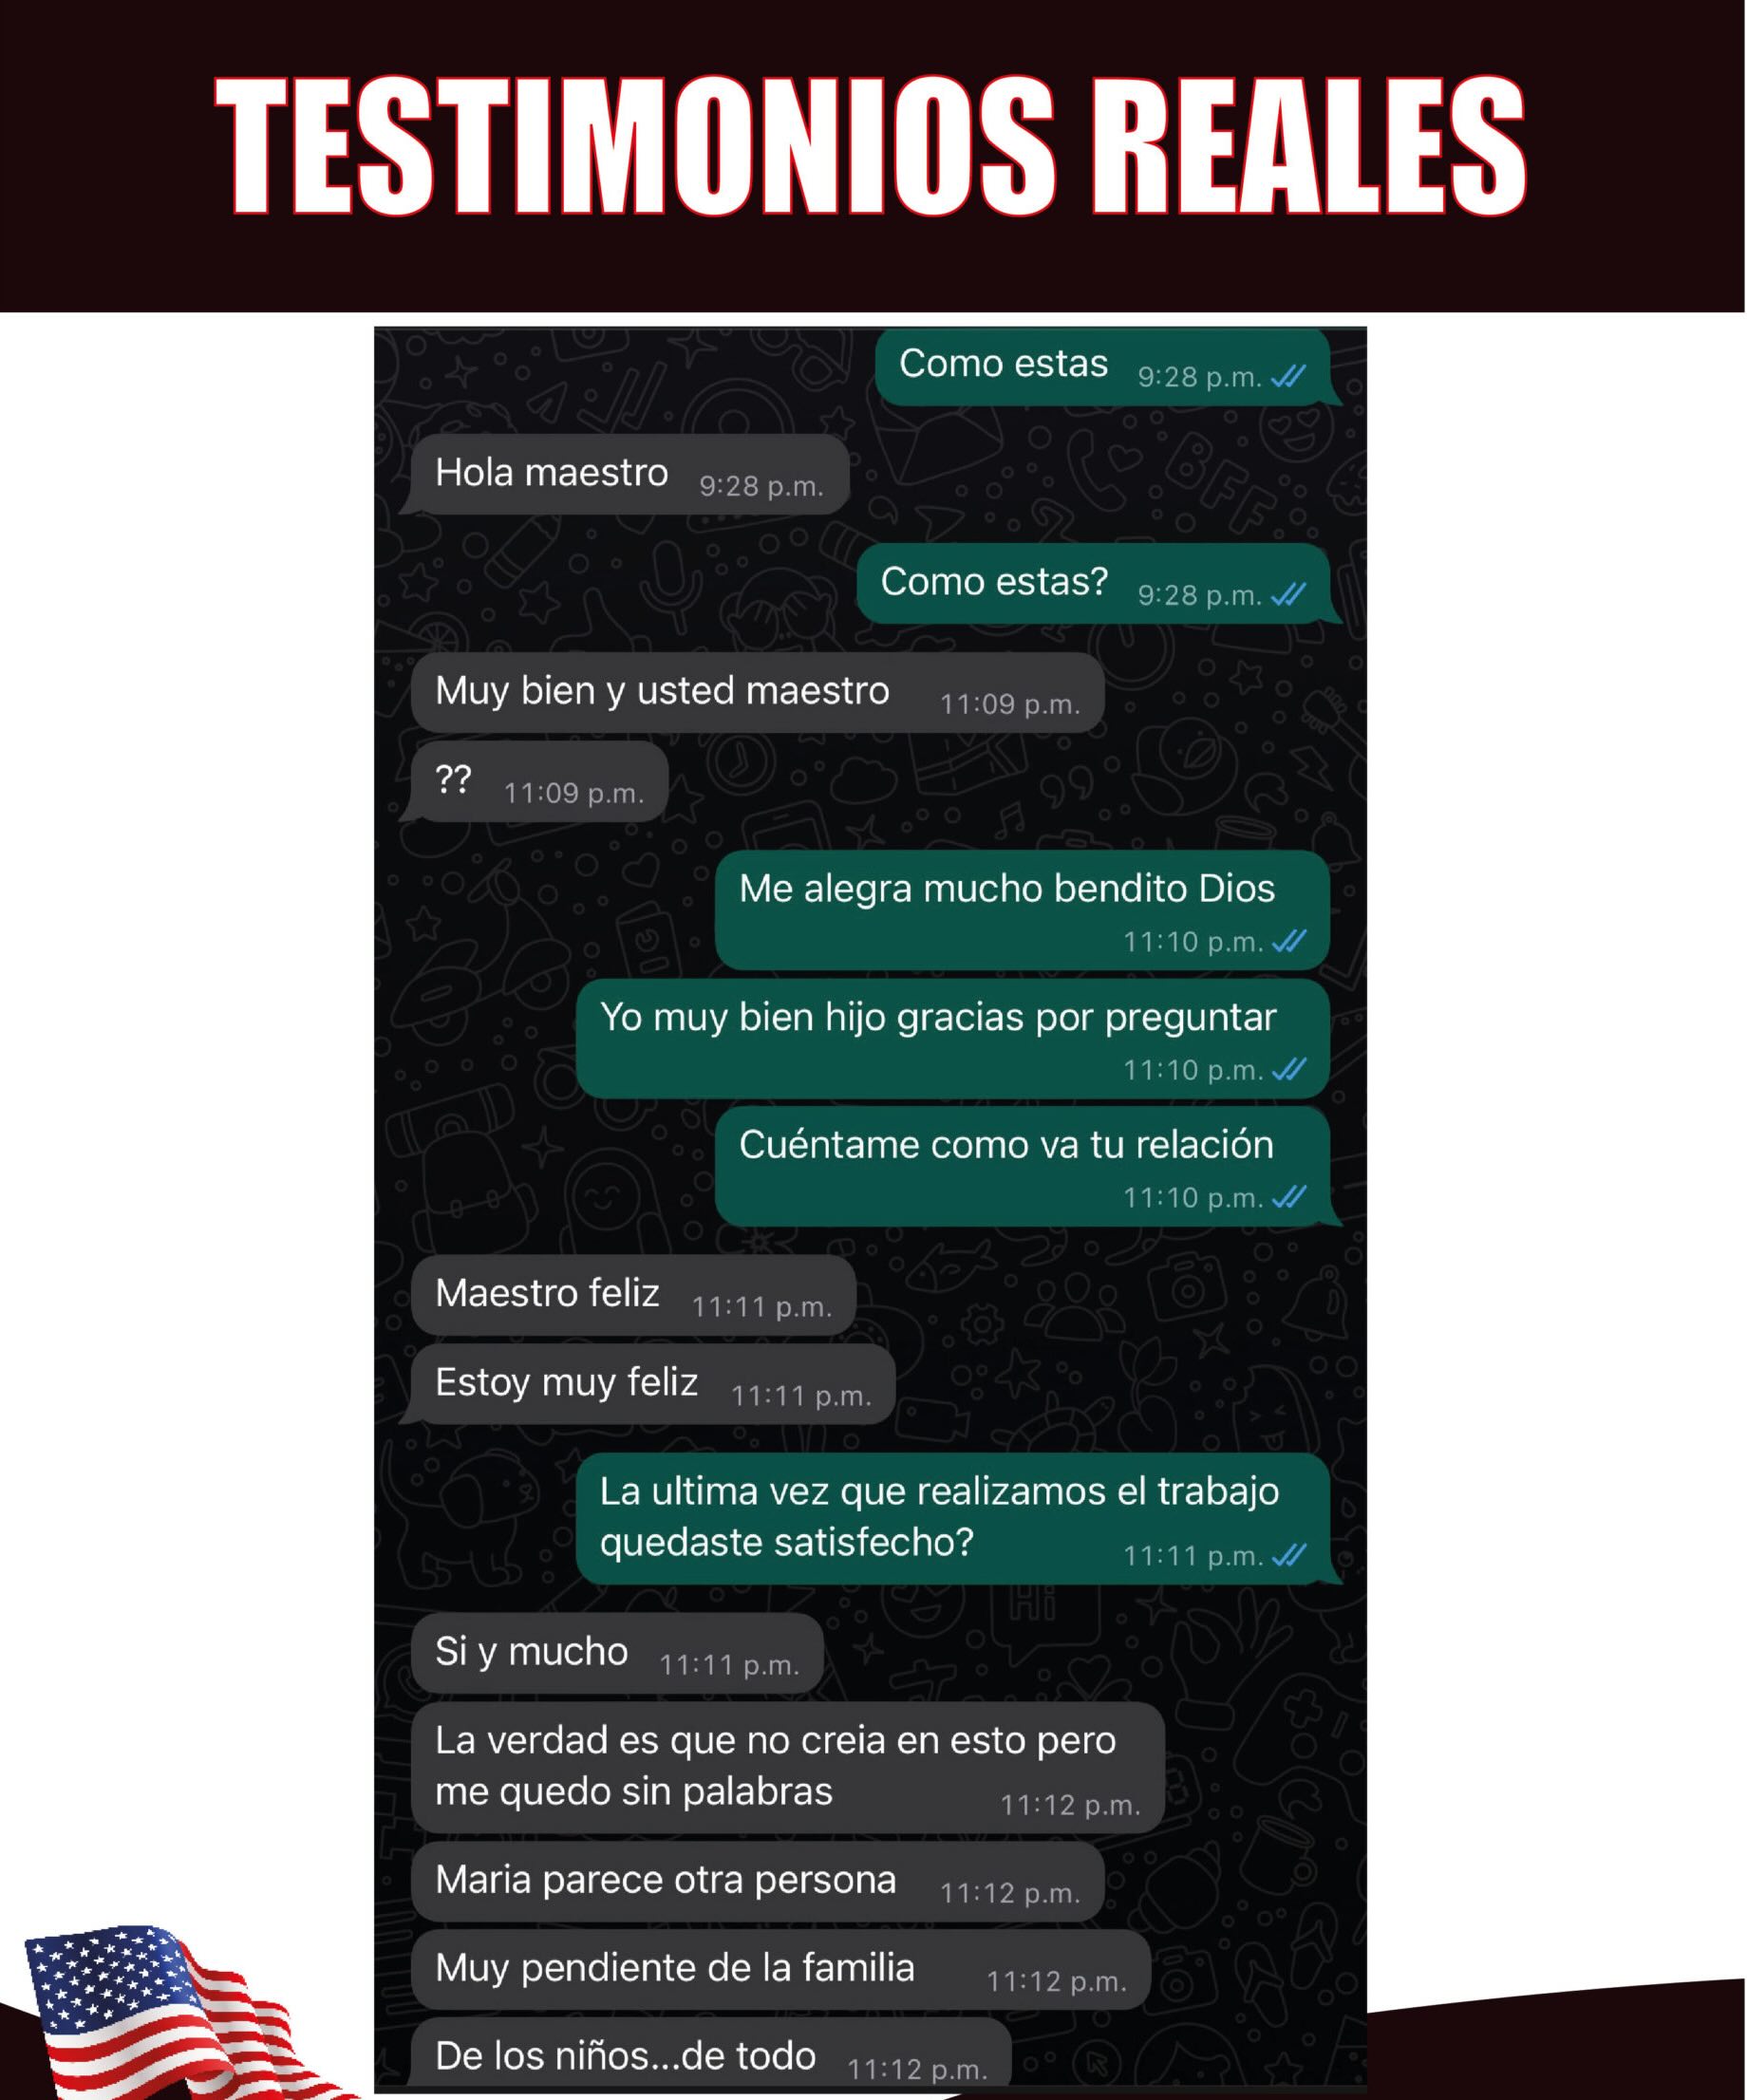 TESTIMONIOS REALES
Como estas 9:28 p.m.
Hola maestro 9:28 p.m.
Como estas? 9:28 p.m.
Muy bien y usted maestro 11:09 p.m.
?? 11:09 p.m.
Me alegra mucho bendito Dios
11:10 p.m.
Yo muy bien hijo gracias por preguntar
11:10 p.m.
Cuéntame como va tu relación
11:10 p.m.
Maestro feliz 11:11 p.m.
Estoy muy feliz 11:11 p.m.
La ultima vez que realizamos el trabajo
quedaste satisfecho? 11:11 p.m.
Si y mucho 11:11 p.m.
La verdad es que no creia en esto pero
me quedo sin palabras 11:12 p.m.
Maria parece otra persona 11:12 p.m.
Muy pendiente de la familia 11:12 p.m.
De los niños...de todo 11:12 p.m.